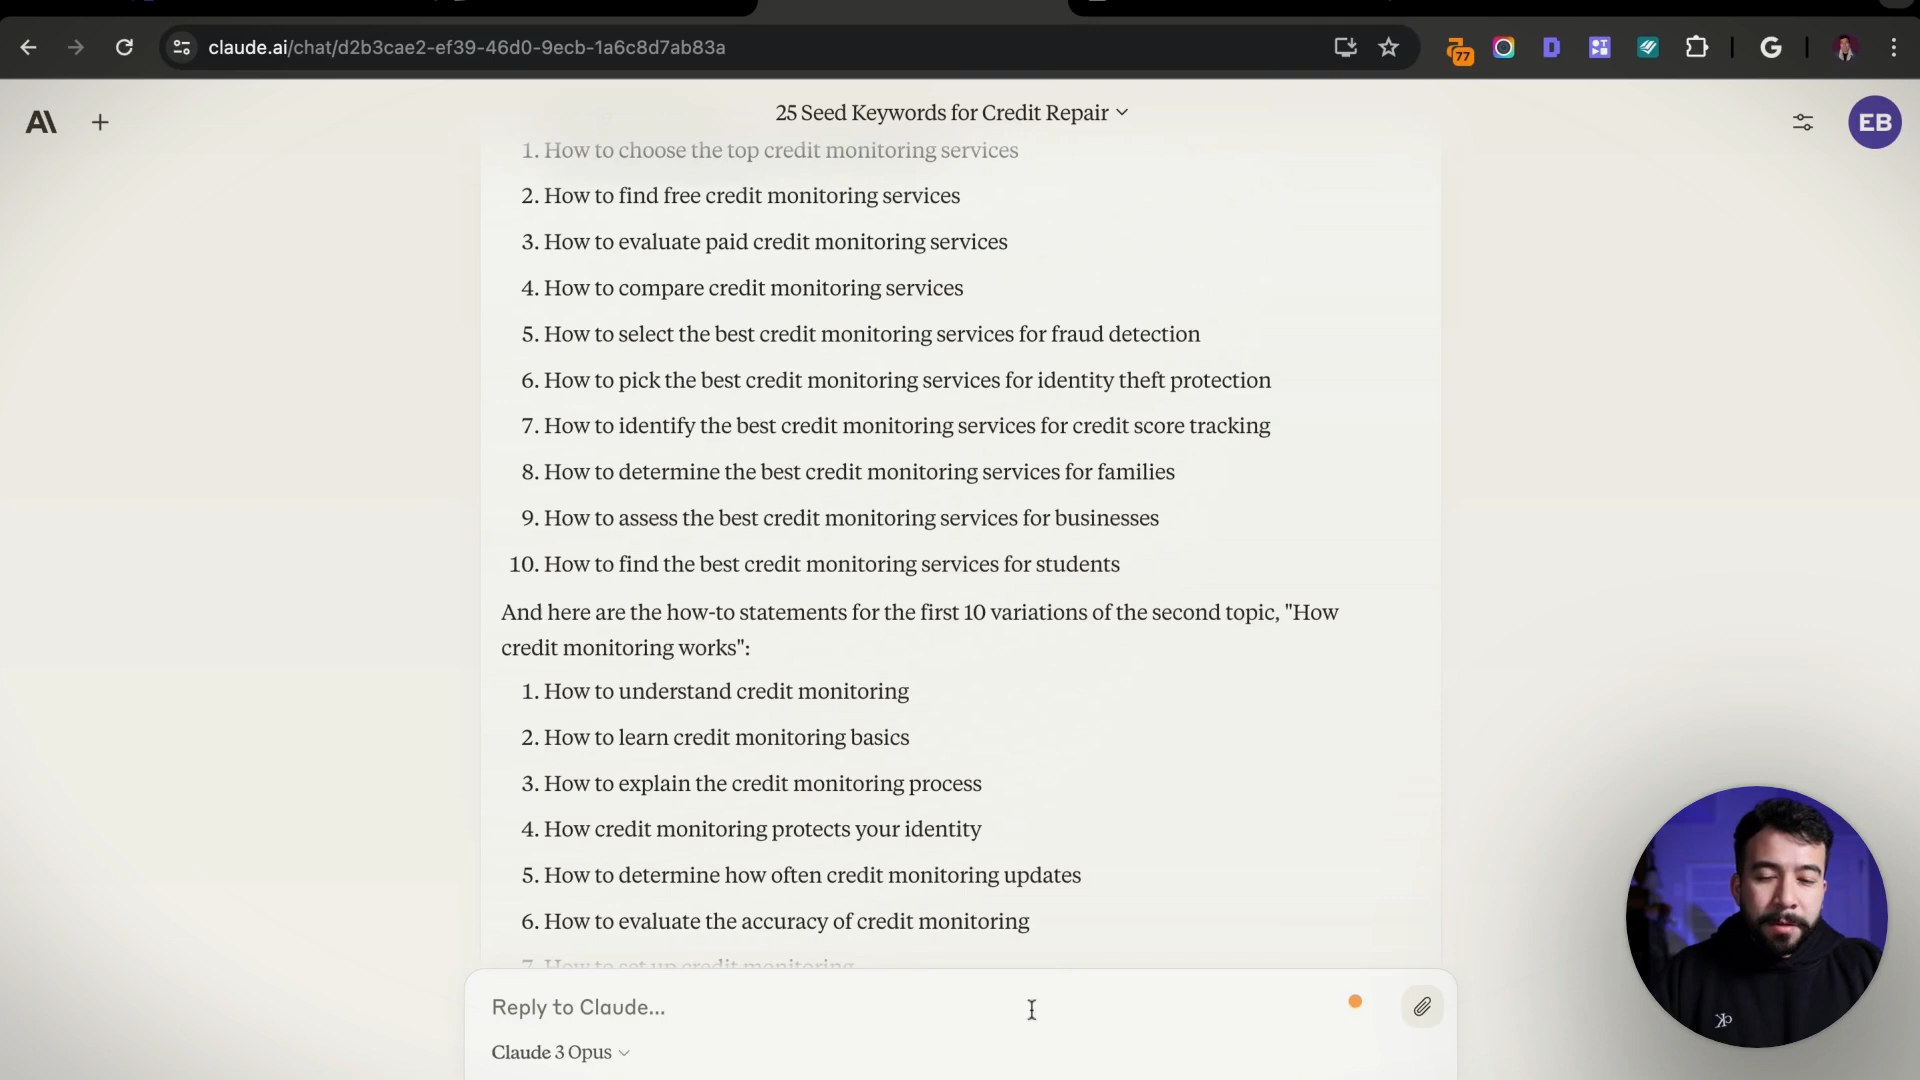 claude.ai/chat/d2b3cae2-ef39-46d0-9ecb-1a6c8d7ab83a
77
D
G
25 Seed Keywords for Credit Repair
EB
1. How to choose the top credit monitoring services
2. How to find free credit monitoring services
3. How to evaluate paid credit monitoring services
4. How to compare credit monitoring services
5. How to select the best credit monitoring services for fraud detection
6. How to pick the best credit monitoring services for identity theft protection
7. How to identify the best credit monitoring services for credit score tracking
8. How to determine the best credit monitoring services for families
9. How to assess the best credit monitoring services for businesses
10. How to find the best credit monitoring services for students
And here are the how-to statements for the first 10 variations of the second topic, "How
credit monitoring works":
1. How to understand credit monitoring
2. How to learn credit monitoring basics
3. How to explain the credit monitoring process
4. How credit monitoring protects your identity
5. How to determine how often credit monitoring updates
6. How to evaluate the accuracy of credit monitoring
7. How to set up credit monitoring
Reply to Claude...
Claude 3 Opus